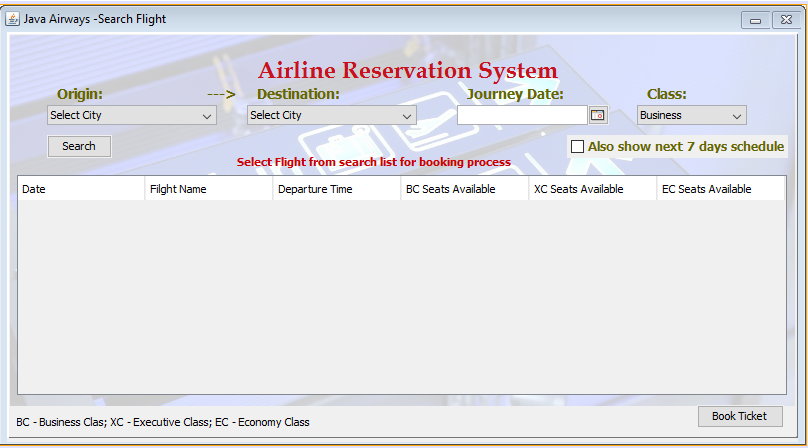 Java Airways -Search Flight
Airline Reservation System
Origin: ---> Destination: Journey Date: Class:
Select City Select City Business
Search Also show next 7 days schedule
Select Flight from search list for booking process
Date Filght Name Departure Time BC Seats Available XC Seats Available EC Seats Available
Book Ticket
BC - Business Clas; XC - Executive Class; EC - Economy Class